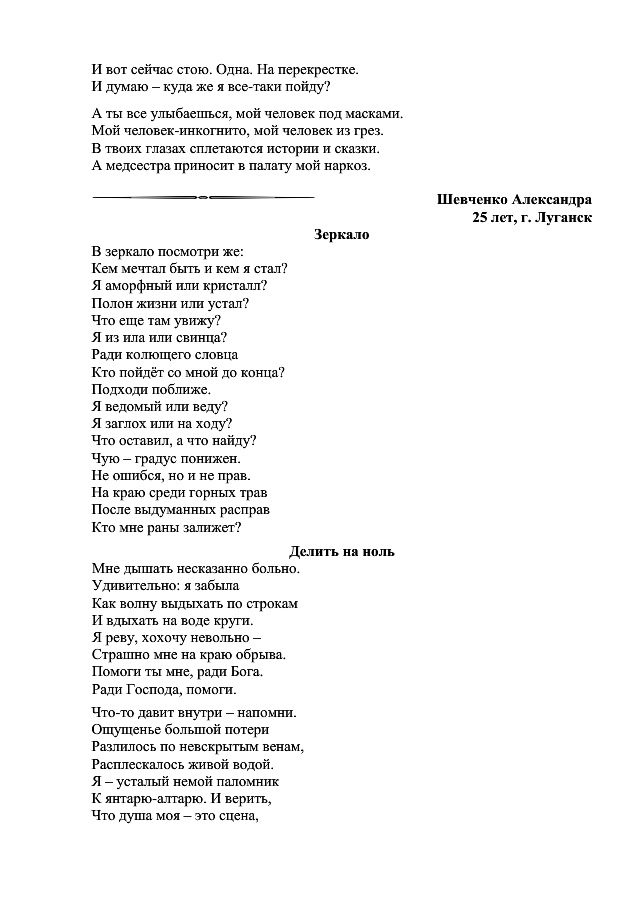 И вот сейчас стою. Одна. На перекрестке.
И думаю – куда же я все-таки пойду?
А ты все улыбаешься, мой человек под масками.
Мой человек-инкогнито, мой человек из грез.
В твоих глазах сплетаются истории и сказки.
А медсестра приносит в палату мой наркоз.
Шевченко Александра
25 лет, г. Луганск
Зеркало
В зеркало посмотри же:
Кем мечтал быть и кем я стал?
Я аморфный или кристалл?
Полон жизни или устал?
Что еще там увижу?
Я из ила или свинца?
Ради колющего словца
Кто пойдёт со мной до конца?
Подходи поближе.
Я ведомый или веду?
Я заглох или на ходу?
Что оставил, а что найду?
Чую – градус понижен.
Не ошибся, но и не прав.
На краю среди горных трав
После выдуманных расправ
Кто мне раны залижет?
Делить на ноль
Мне дышать несказанно больно.
Удивительно: я забыла
Как волну выдыхать по строкам
И вдыхать на воде круги.
Я реву, хохочу невольно –
Страшно мне на краю обрыва.
Помоги ты мне, ради Бога.
Ради Господа, помоги.
Что-то давит внутри – напомни.
Ощущенье большой потери
Разлилось по невскрытым венам,
Расплескалось живой водой.
Я – усталый немой паломник
К янтарю-алтарю. И верить,
Что душа моя – это сцена,